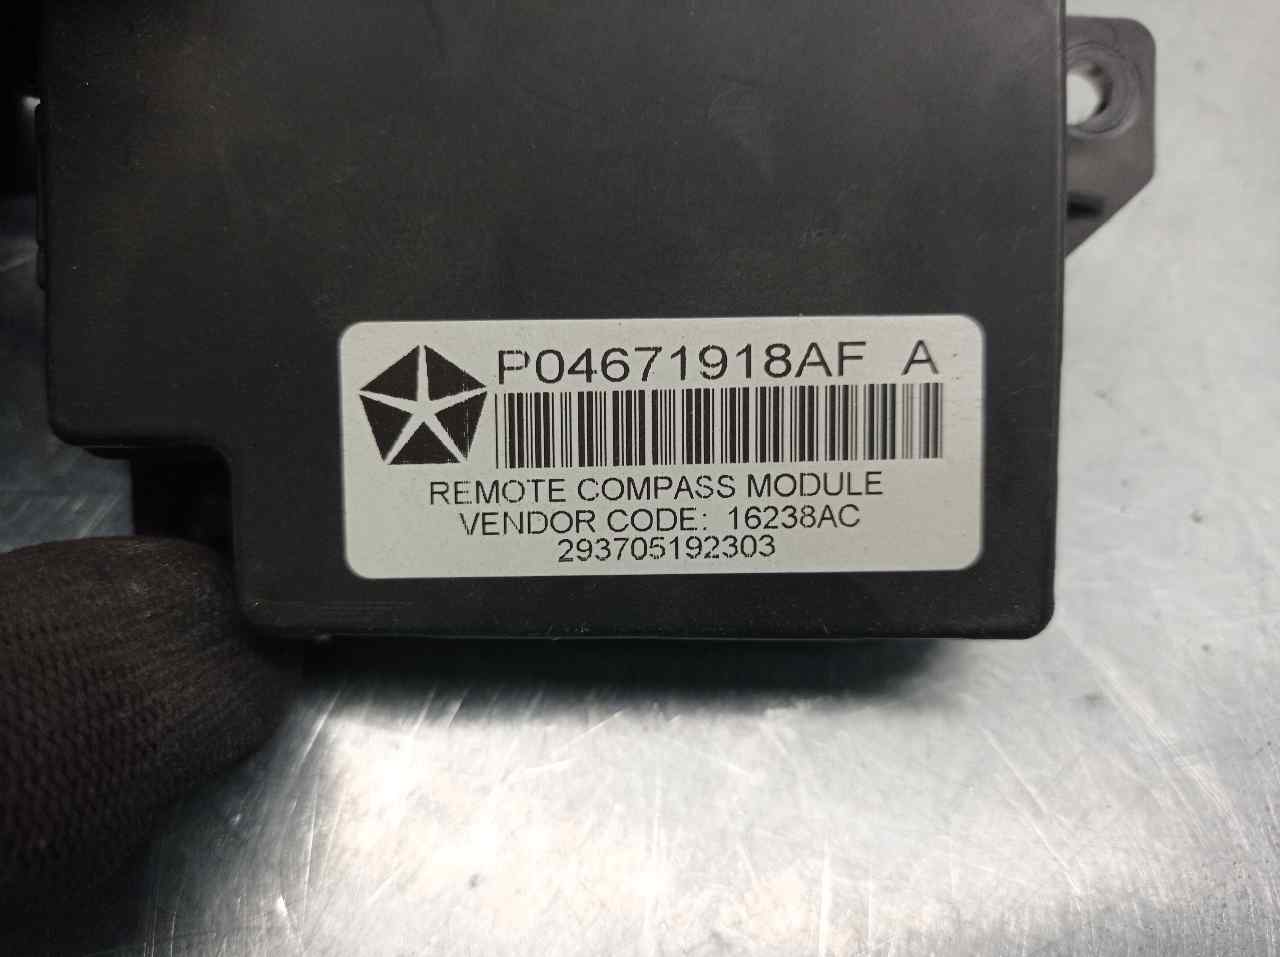 P04671918AF A
REMOTE COMPASS MODULE
VENDOR CODE: 16238AC
293705192303